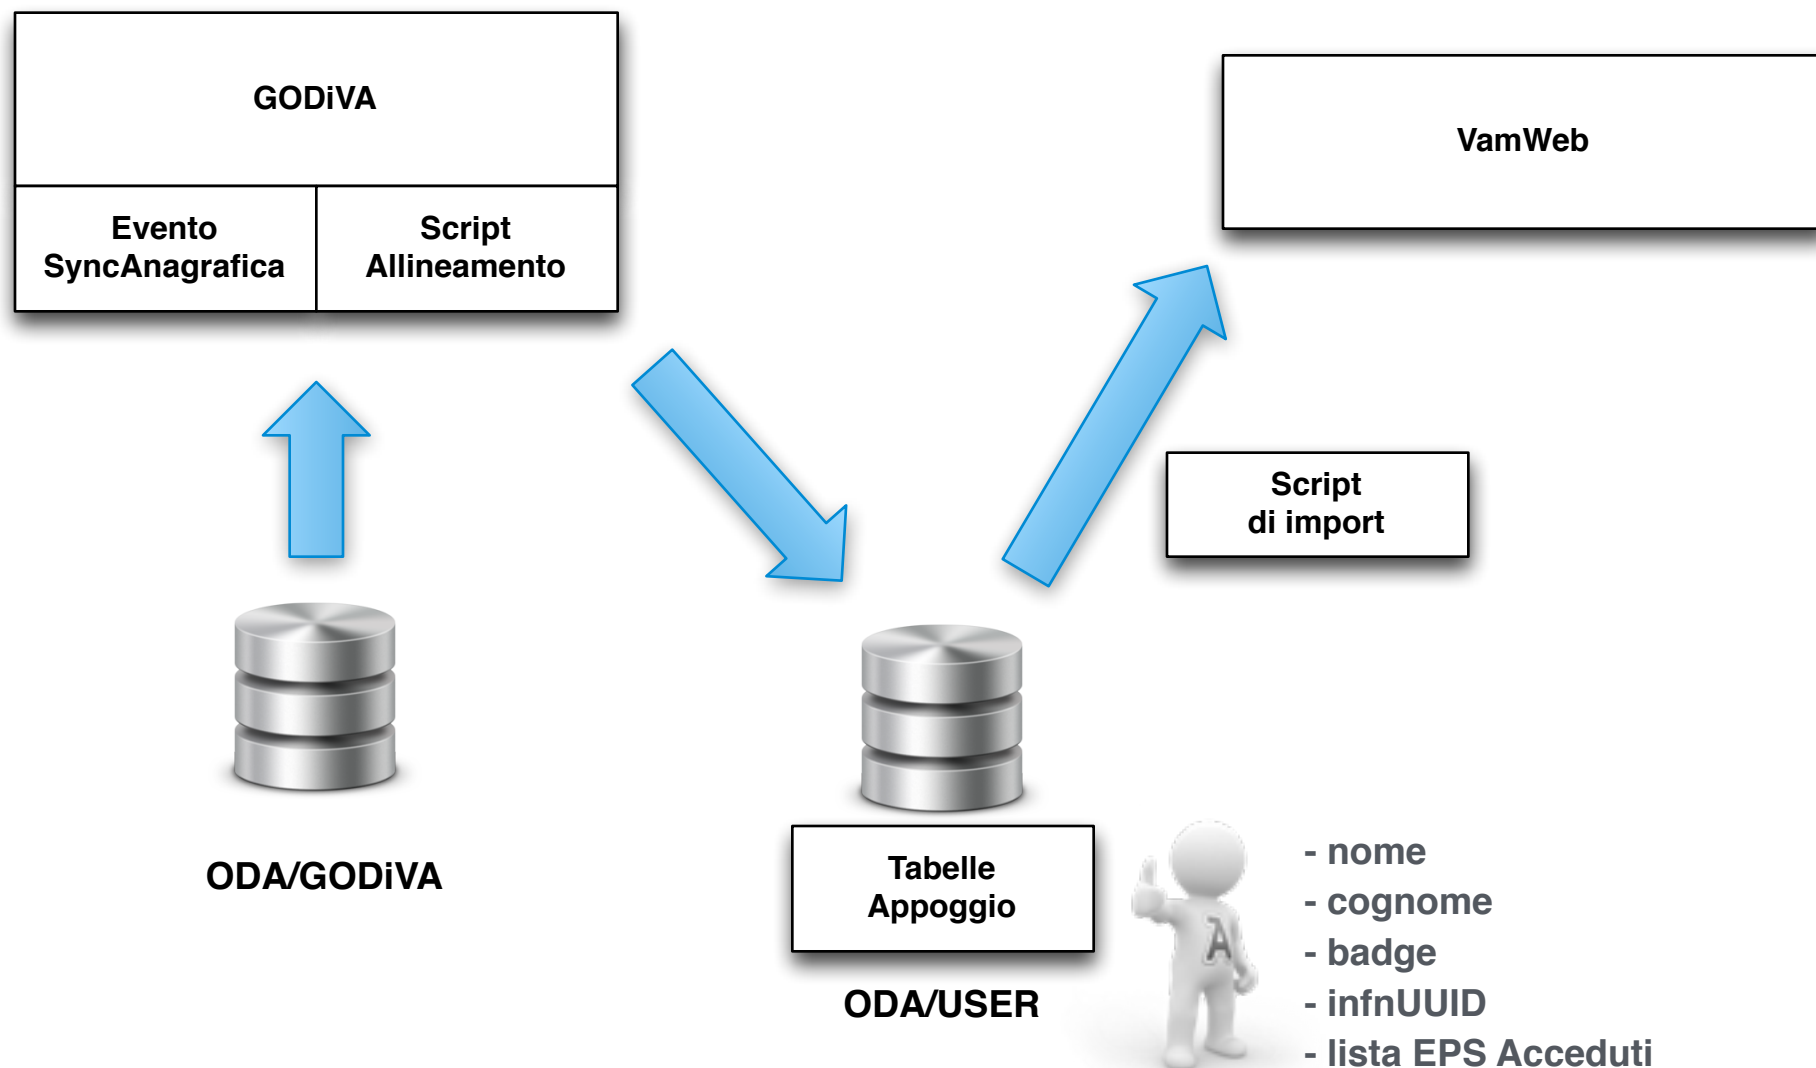 GODiVA
Evento
SyncAnagrafica
Script
Allineamento
VamWeb
Script
di import
ODA/GODiVA
Tabelle
Appoggio
ODA/USER
A
- nome
- cognome
- badge
- infnUUID
- lista EPS Acceduti